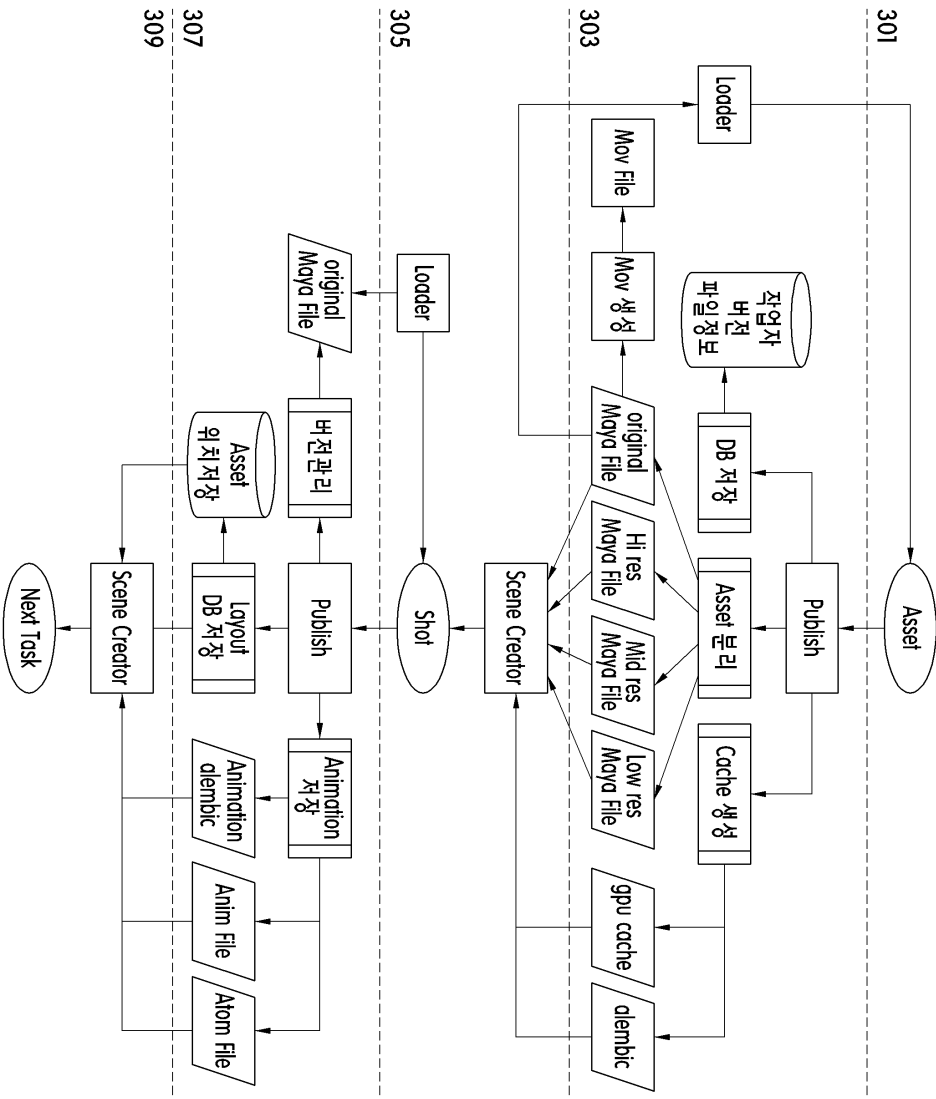 301
Asset
Loader
Publish
작업자
버전
파일정보
DB 저장
Asset 분리
Cache 생성
303
Mov File
Mov 생성
original
Maya File
Hi res
Maya File
Mid res
Maya File
Low res
Maya File
gpu cache
alembic
Scene Creator
305
Loader
Shot
original
Maya File
버전관리
Publish
Animation
저장
307
Asset
위치저장
Layout
DB 저장
Animation
alembic
Anim File
Atom File
309
Scene Creator
Next Task